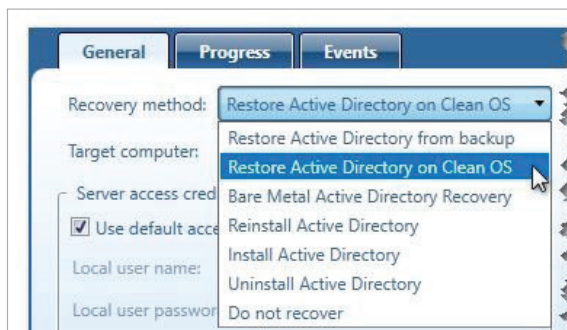 General Progress Events
Recovery method: Restore Active Directory on Clean OS
Restore Active Directory from backup
Target computer:
Restore Active Directory on Clean OS
Server access cred
Bare Metal Active Directory Recovery
Use default acce
Reinstall Active Directory
Install Active Directory
Local user name:
Uninstall Active Directory
Local user passwor
Do not recover